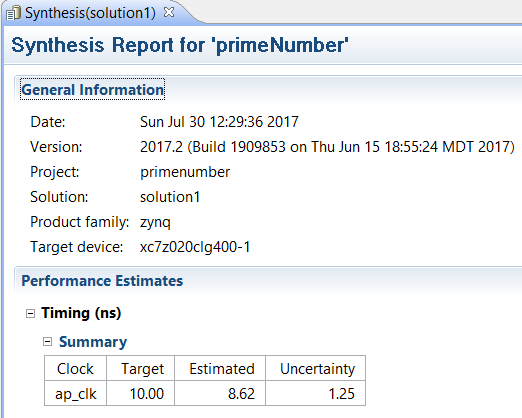 Synthesis(solution1)
Synthesis Report for 'primeNumber'
General Information
Date: Sun Jul 30 12:29:36 2017
Version: 2017.2 (Build 1909853 on Thu Jun 15 18:55:24 MDT 2017)
Project: primenumber
Solution: solution1
Product family: zynq
Target device: xc7z020clg400-1
Performance Estimates
Timing (ns)
Summary
Clock Target Estimated Uncertainty
ap_clk 10.00 8.62 1.25